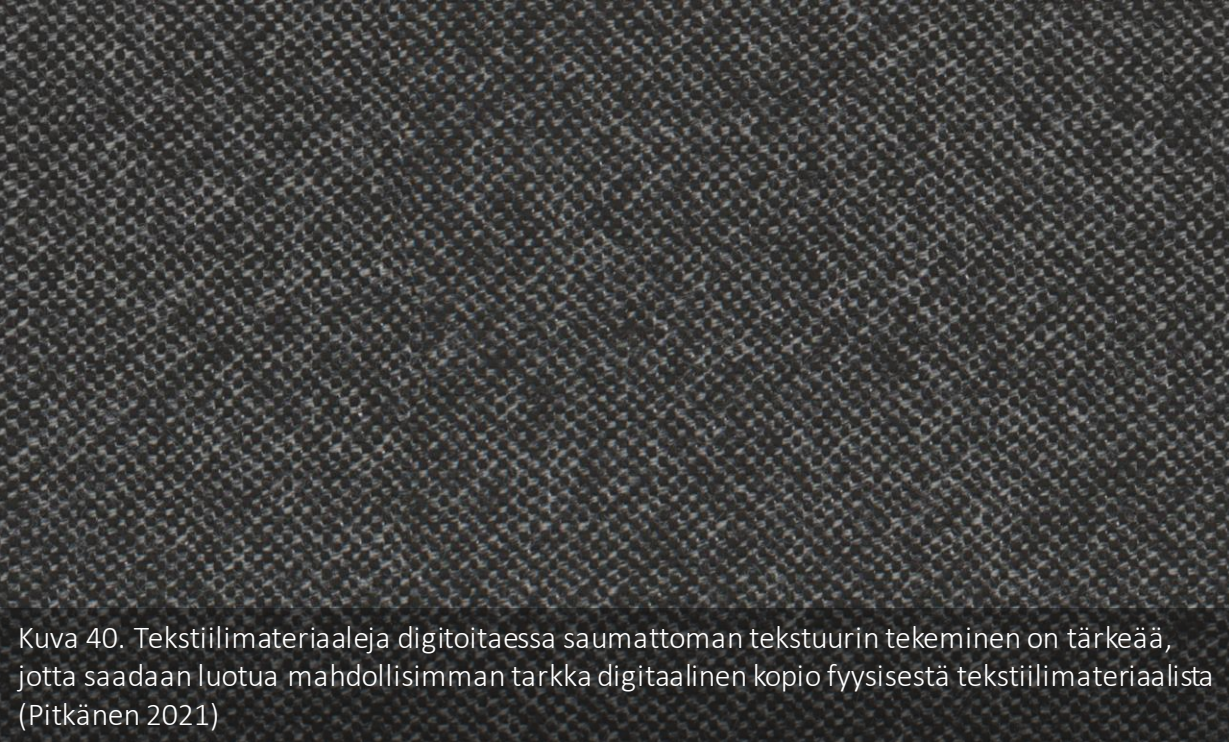 Kuva 40. Tekstiilimateriaaleja digitoitaessa saumattoman tekstuurin tekeminen on tärkeää,
jotta saadaan luotua mahdollisimman tarkka digitaalinen kopio fyysisestä tekstiilimateriaalista
(Pitkänen 2021)